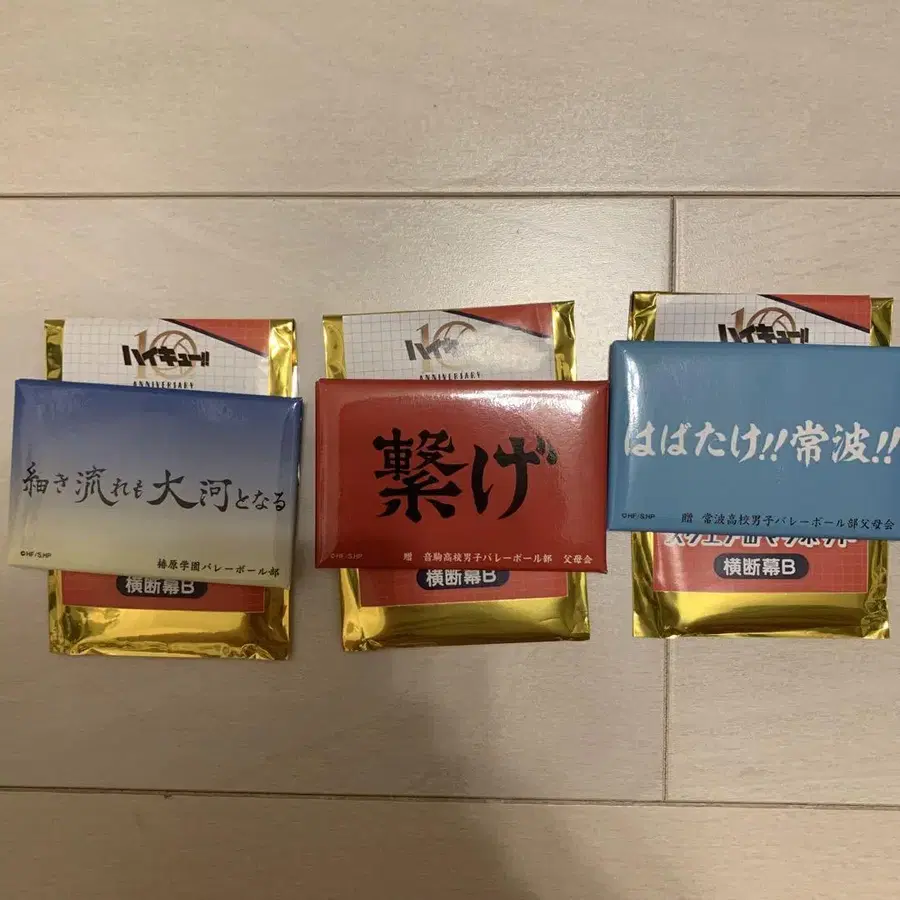 10
ハイキュー!!
ANNIVERSARY
細き流れも大河となる
©HF/S.HP
椿原学園バレーボール部
横断幕B
ハイキ
ANNIVERSARY
繋げ
©HF/S.HP
贈 音駒高校男子バレーボール部 父母会
横断幕B
10
ハイキュー!!
はばたけ!!常波!!
©HF/S.HP
贈 常波高校男子バレーボール部父母会
横断幕B